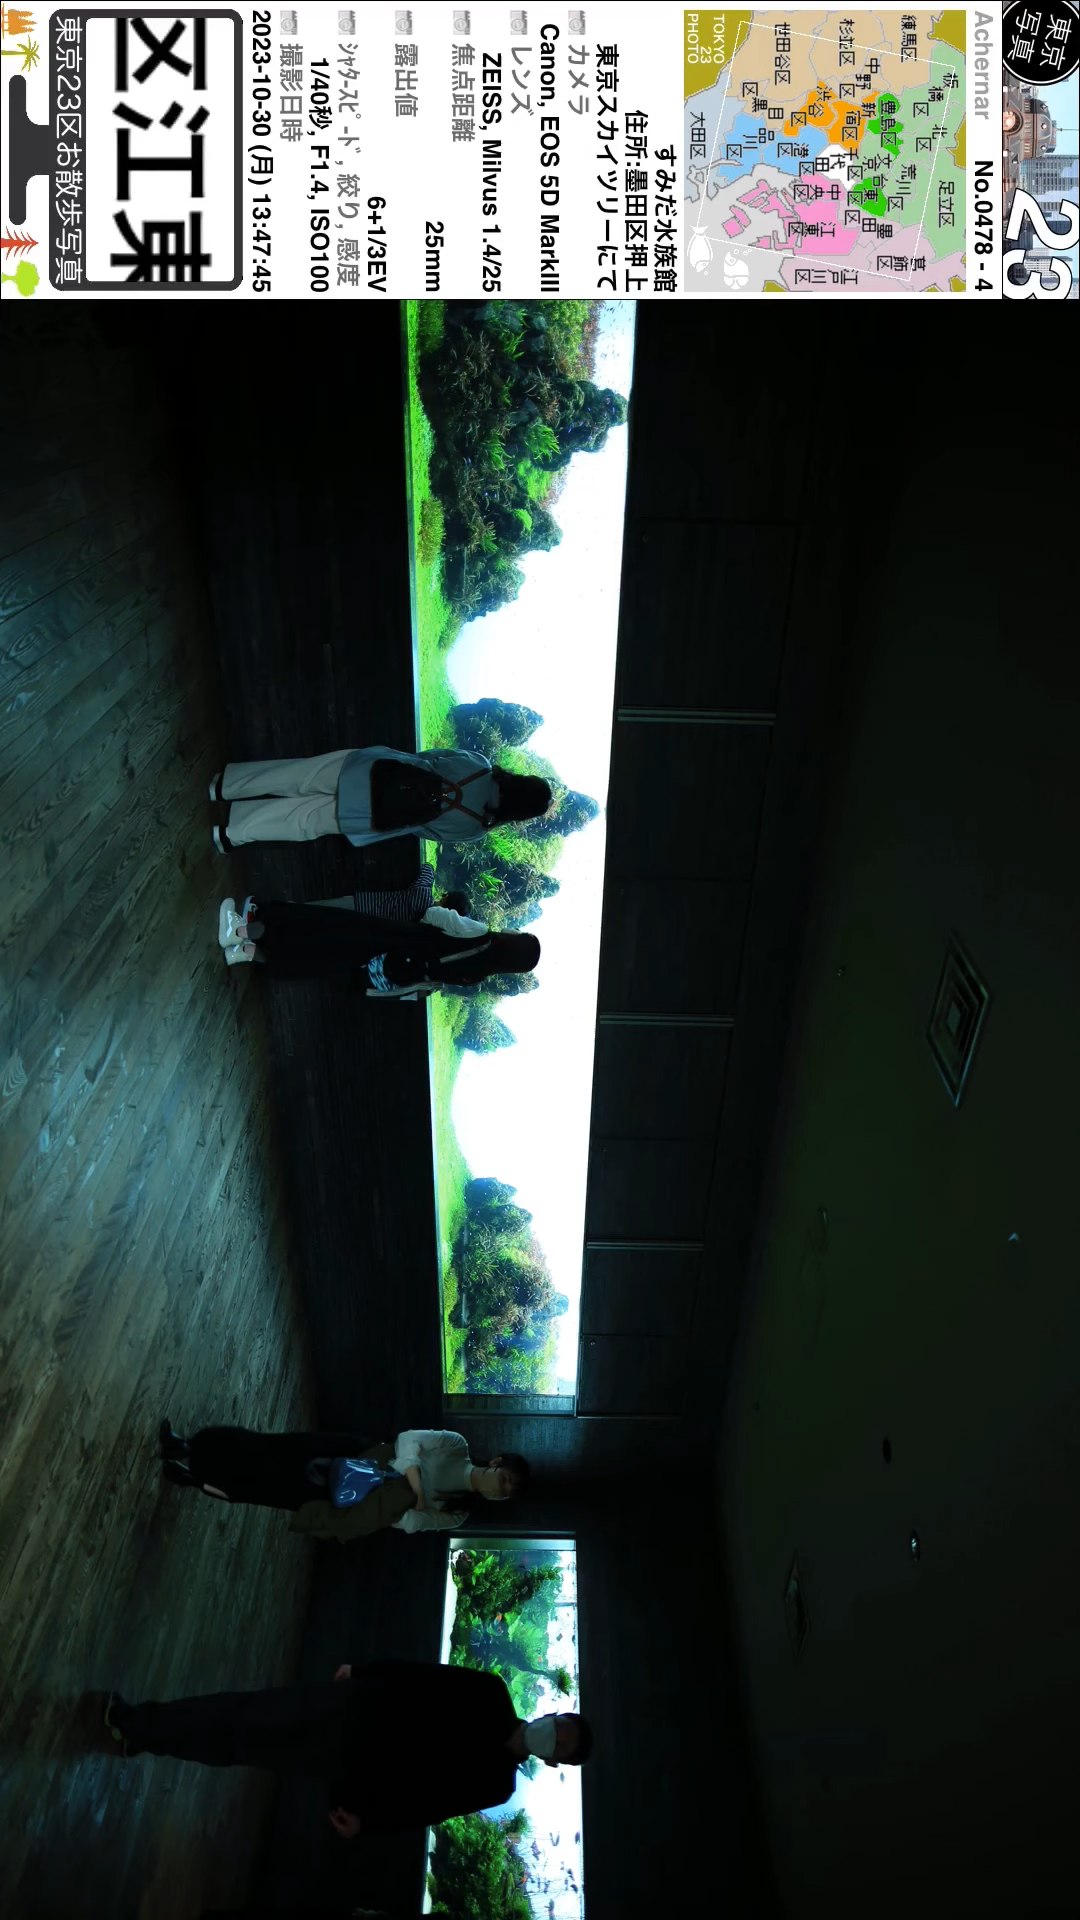 東京
写真
23
Achernar
No.0478 - 4
練馬区
板橋区
北区
足立区
杉並区
中野区
豊島区
荒川区
葛飾区
新宿区
文京区
台東区
墨田区
世田谷区
渋谷区
千代田区
中央区
江東区
江戸川区
目黒区
港区
品川区
大田区
TOKYO
23
PHOTO
すみだ水族館
住所:墨田区押上
東京スカイツリーにて
カメラ
Canon, EOS 5D MarkIII
レンズ
ZEISS, Milvus 1.4/25
焦点距離
25mm
露出値
6+1/3EV
ｼｬﾀｰｽﾋﾟｰﾄﾞ, 絞り, 感度
1/40秒, F1.4, ISO100
撮影日時
2023-10-30 (月) 13:47:45
区江東
東京23区お散歩写真